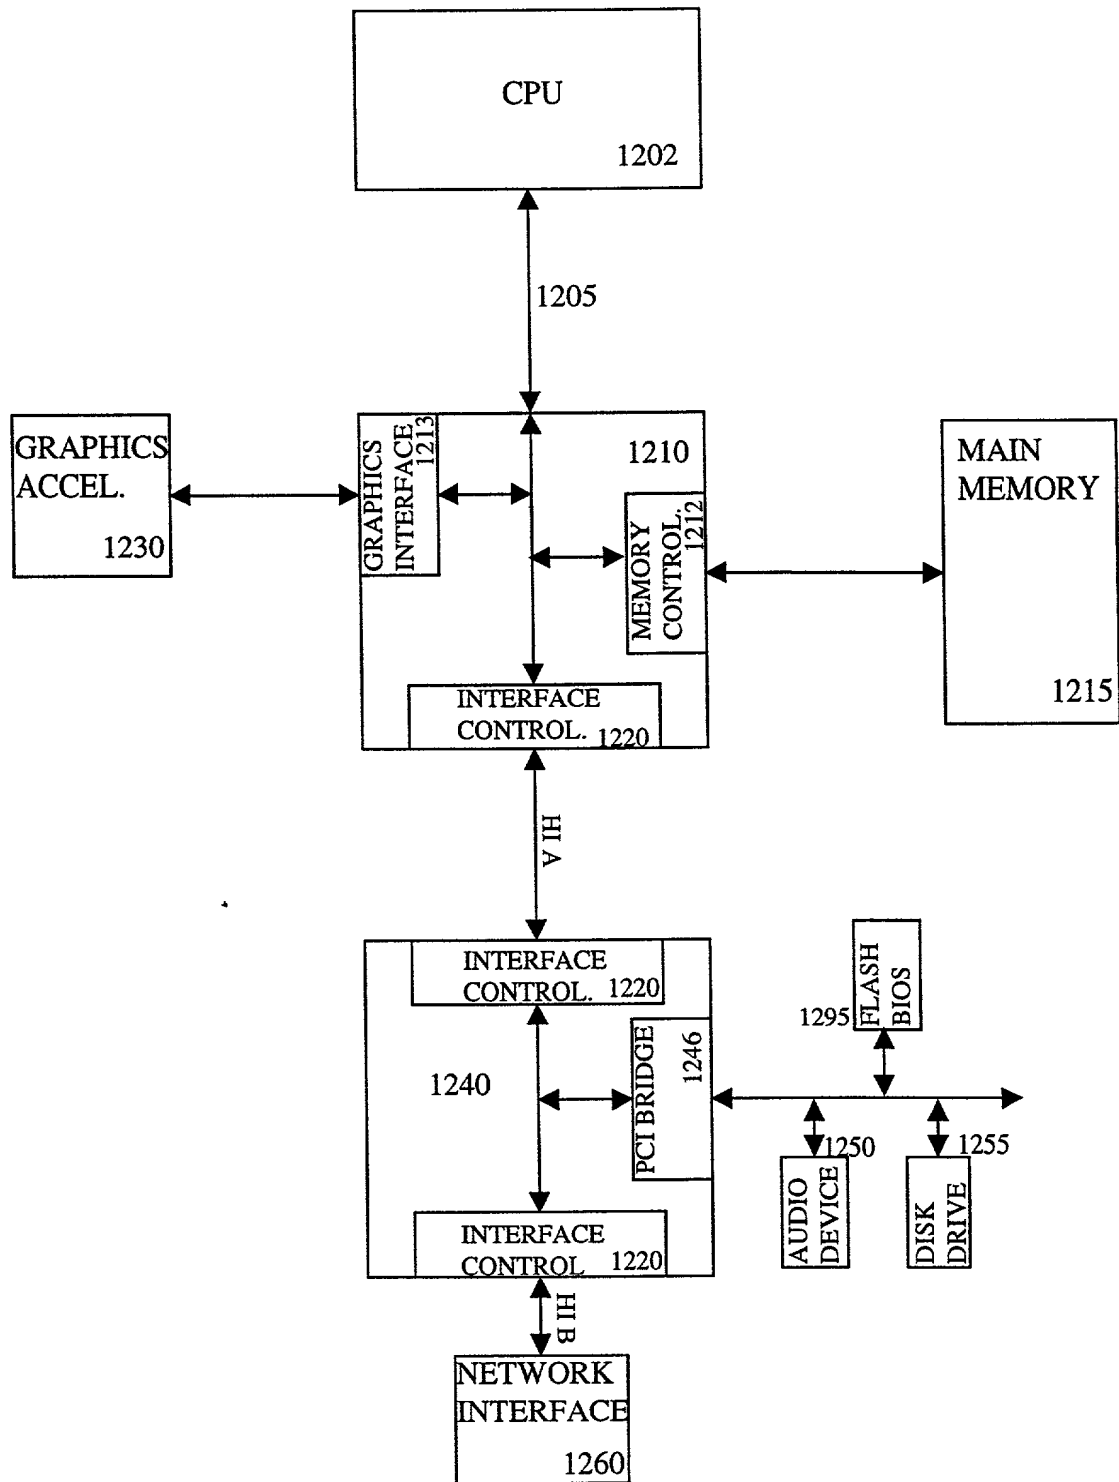 CPU
1202
1205
GRAPHICS
ACCEL.
1230
GRAPHICS
INTERFACE
1213
1210
MEMORY
CONTROL.
1212
MAIN
MEMORY
1215
INTERFACE
CONTROL.
1220
HI A
INTERFACE
CONTROL.
1220
1240
PCI BRIDGE
1246
1295
FLASH
BIOS
1250
AUDIO
DEVICE
1255
DISK
DRIVE
INTERFACE
CONTROL
1220
HI B
NETWORK
INTERFACE
1260